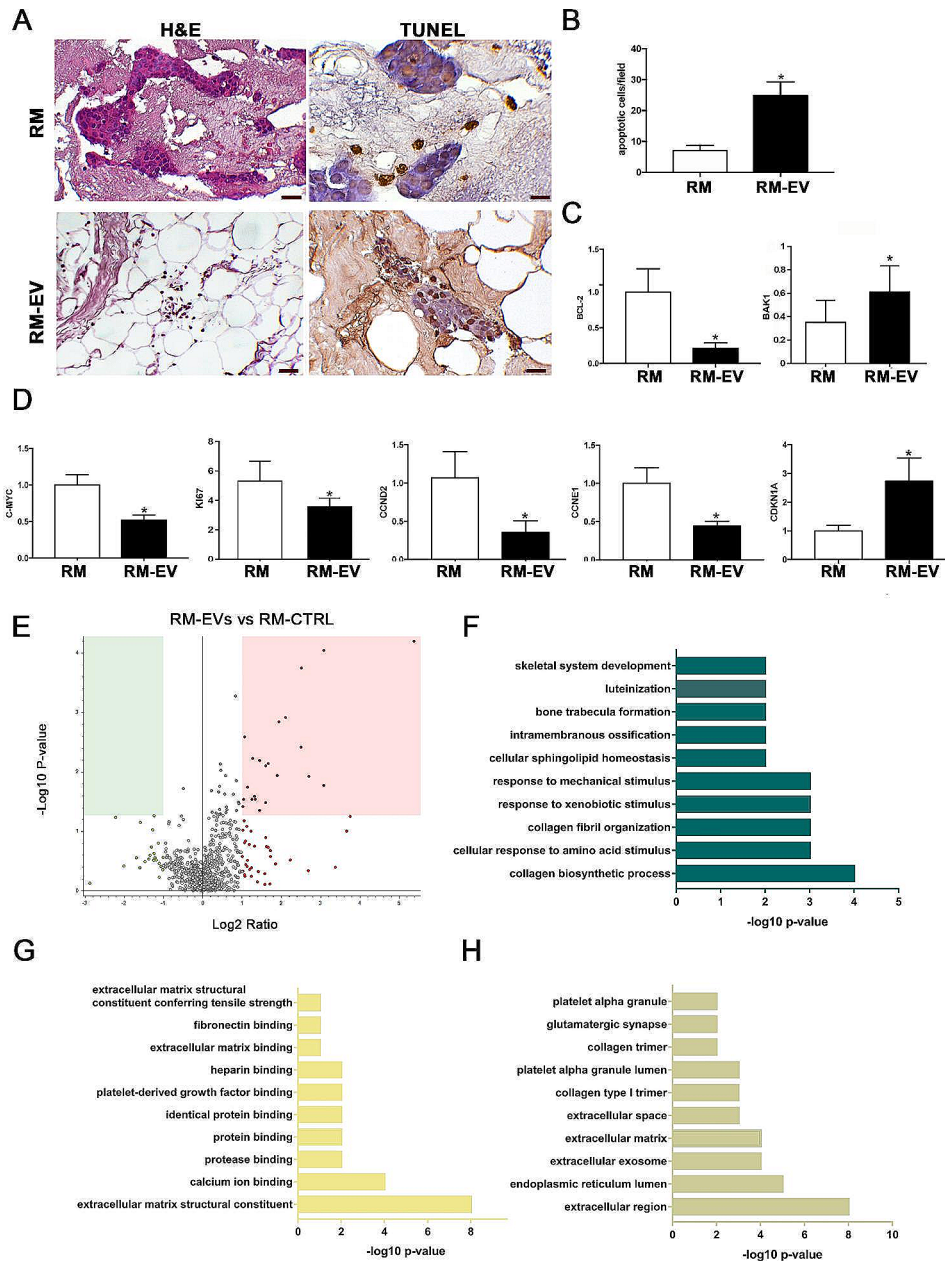 A
H&E
TUNEL
RM
RM-EV
B
apoptotic cells/field
40
30
20
10
0
*
RM
RM-EV
C
BCL-2
1.5
1.0
0.5
0.0
*
RM
RM-EV
BAK1
1.0
0.8
0.6
0.4
0.2
0.0
*
RM
RM-EV
D
C-MYC
1.5
1.0
0.5
0.0
*
RM
RM-EV
KI67
8
6
4
2
0
*
RM
RM-EV
CCND2
1.5
1.0
0.5
0.0
*
RM
RM-EV
CCNE1
1.5
1.0
0.5
0.0
*
RM
RM-EV
CDKN1A
4
3
2
1
0
*
RM
RM-EV
E
RM-EVs vs RM-CTRL
-Log10 P-value
4
3
2
1
0
-3
-2
-1
0
1
2
3
4
5
Log2 Ratio
F
skeletal system development
luteinization
bone trabecula formation
intramembranous ossification
cellular sphingolipid homeostasis
response to mechanical stimulus
response to xenobiotic stimulus
collagen fibril organization
cellular response to amino acid stimulus
collagen biosynthetic process
0 1 2 3 4 5
-log10 p-value
G
extracellular matrix structural
constituent conferring tensile strength
fibronectin binding
extracellular matrix binding
heparin binding
platelet-derived growth factor binding
identical protein binding
protein binding
protease binding
calcium ion binding
extracellular matrix structural constituent
0 2 4 6 8
-log10 p-value
H
platelet alpha granule
glutamatergic synapse
collagen trimer
platelet alpha granule lumen
collagen type I trimer
extracellular space
extracellular matrix
extracellular exosome
endoplasmic reticulum lumen
extracellular region
0 2 4 6 8 10
-log10 p-value